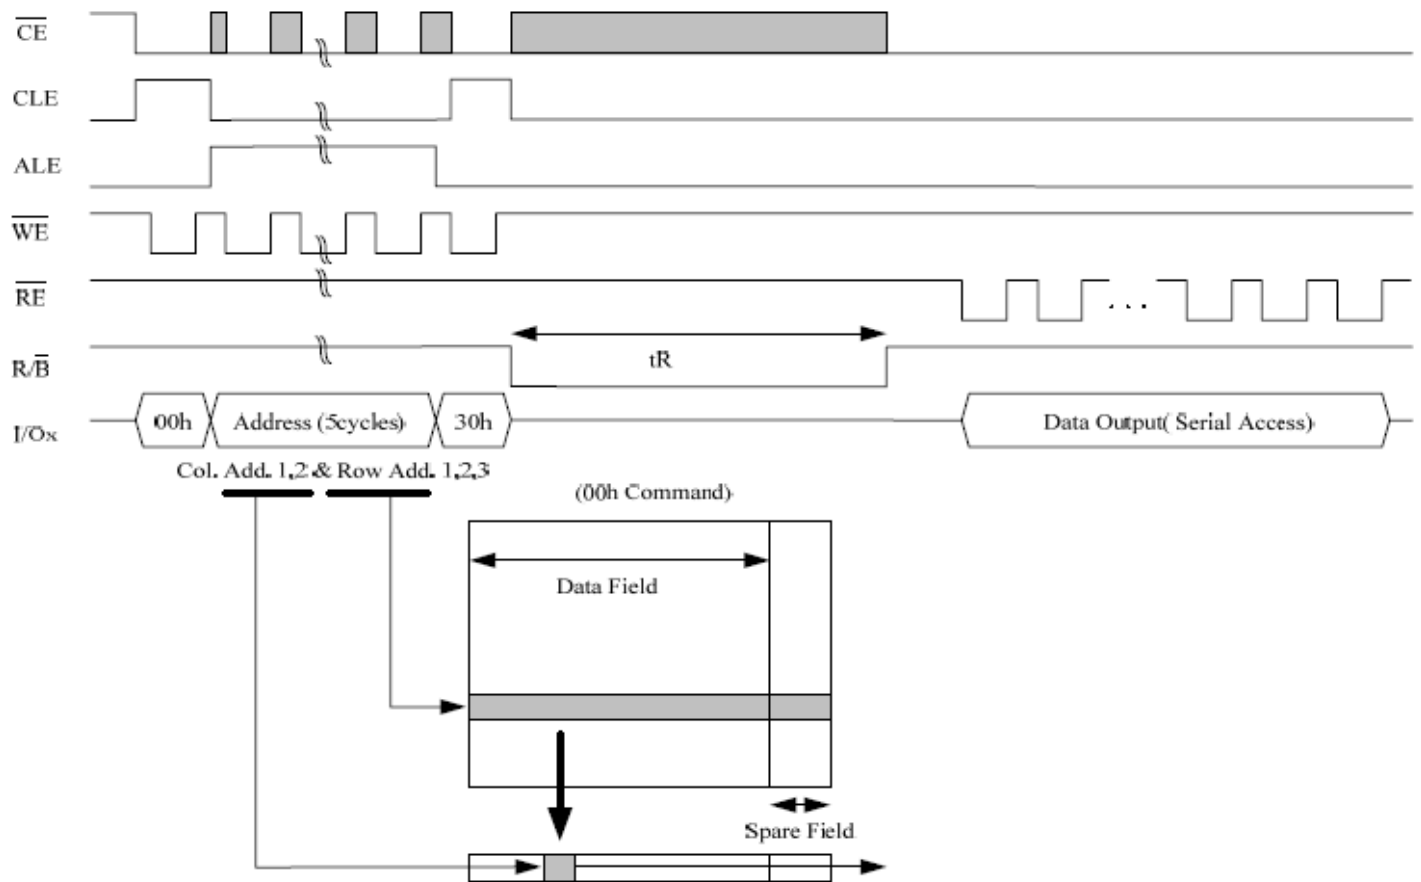 CE
CLE
ALE
WE
RE
R/B
tR
I/Ox
00h
Address (5cycles)
30h
Data Output( Serial Access)
Col. Add. 1,2 & Row Add. 1,2,3
(00h Command)
Data Field
Spare Field